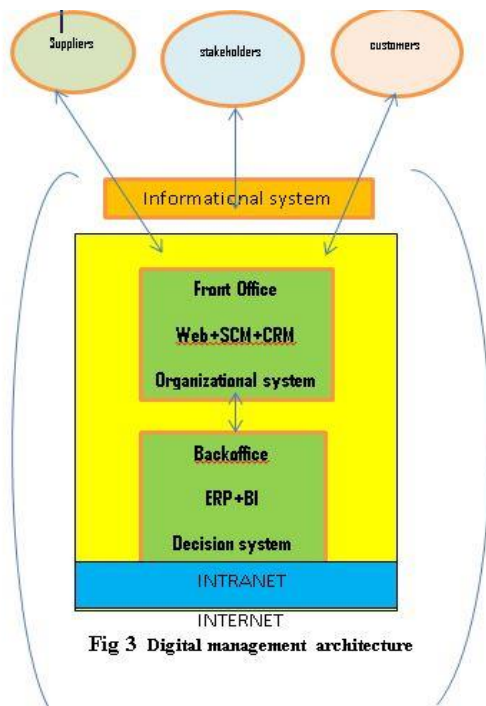 Suppliers
stakeholders
customers
Informational system
Front Office
Web+SCM+CRM
Organizational system
Backoffice
ERP+BI
Decision system
INTRANET
INTERNET
Fig 3 Digital management architecture